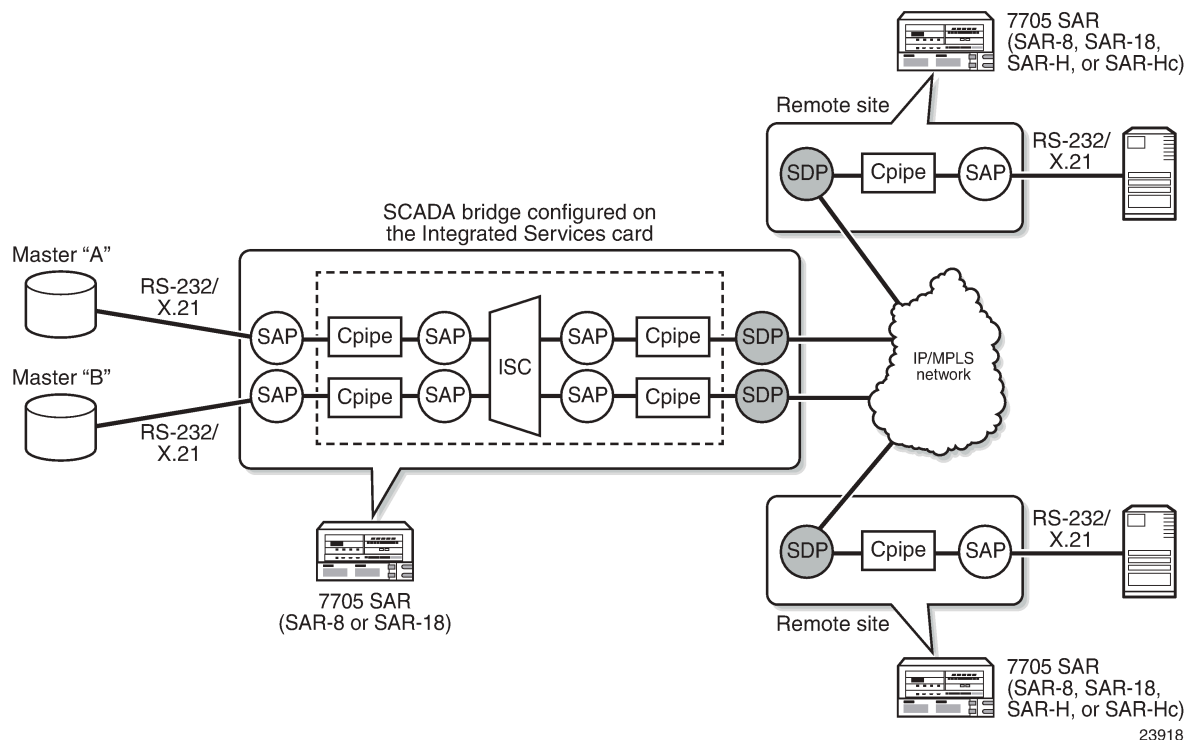 7705 SAR
(SAR-8, SAR-18,
SAR-H, or SAR-Hc)
Remote site
SDP
Cpipe
SAP
RS-232/
X.21
SCADA bridge configured on
the Integrated Services card
Master “A”
RS-232/
X.21
SAP
Cpipe
SAP
ISC
SAP
Cpipe
SDP
IP/MPLS
network
Master “B”
RS-232/
X.21
SAP
Cpipe
SAP
SAP
Cpipe
SDP
7705 SAR
(SAR-8 or SAR-18)
SDP
Cpipe
SAP
RS-232/
X.21
Remote site
7705 SAR
(SAR-8, SAR-18,
SAR-H, or SAR-Hc)
23918